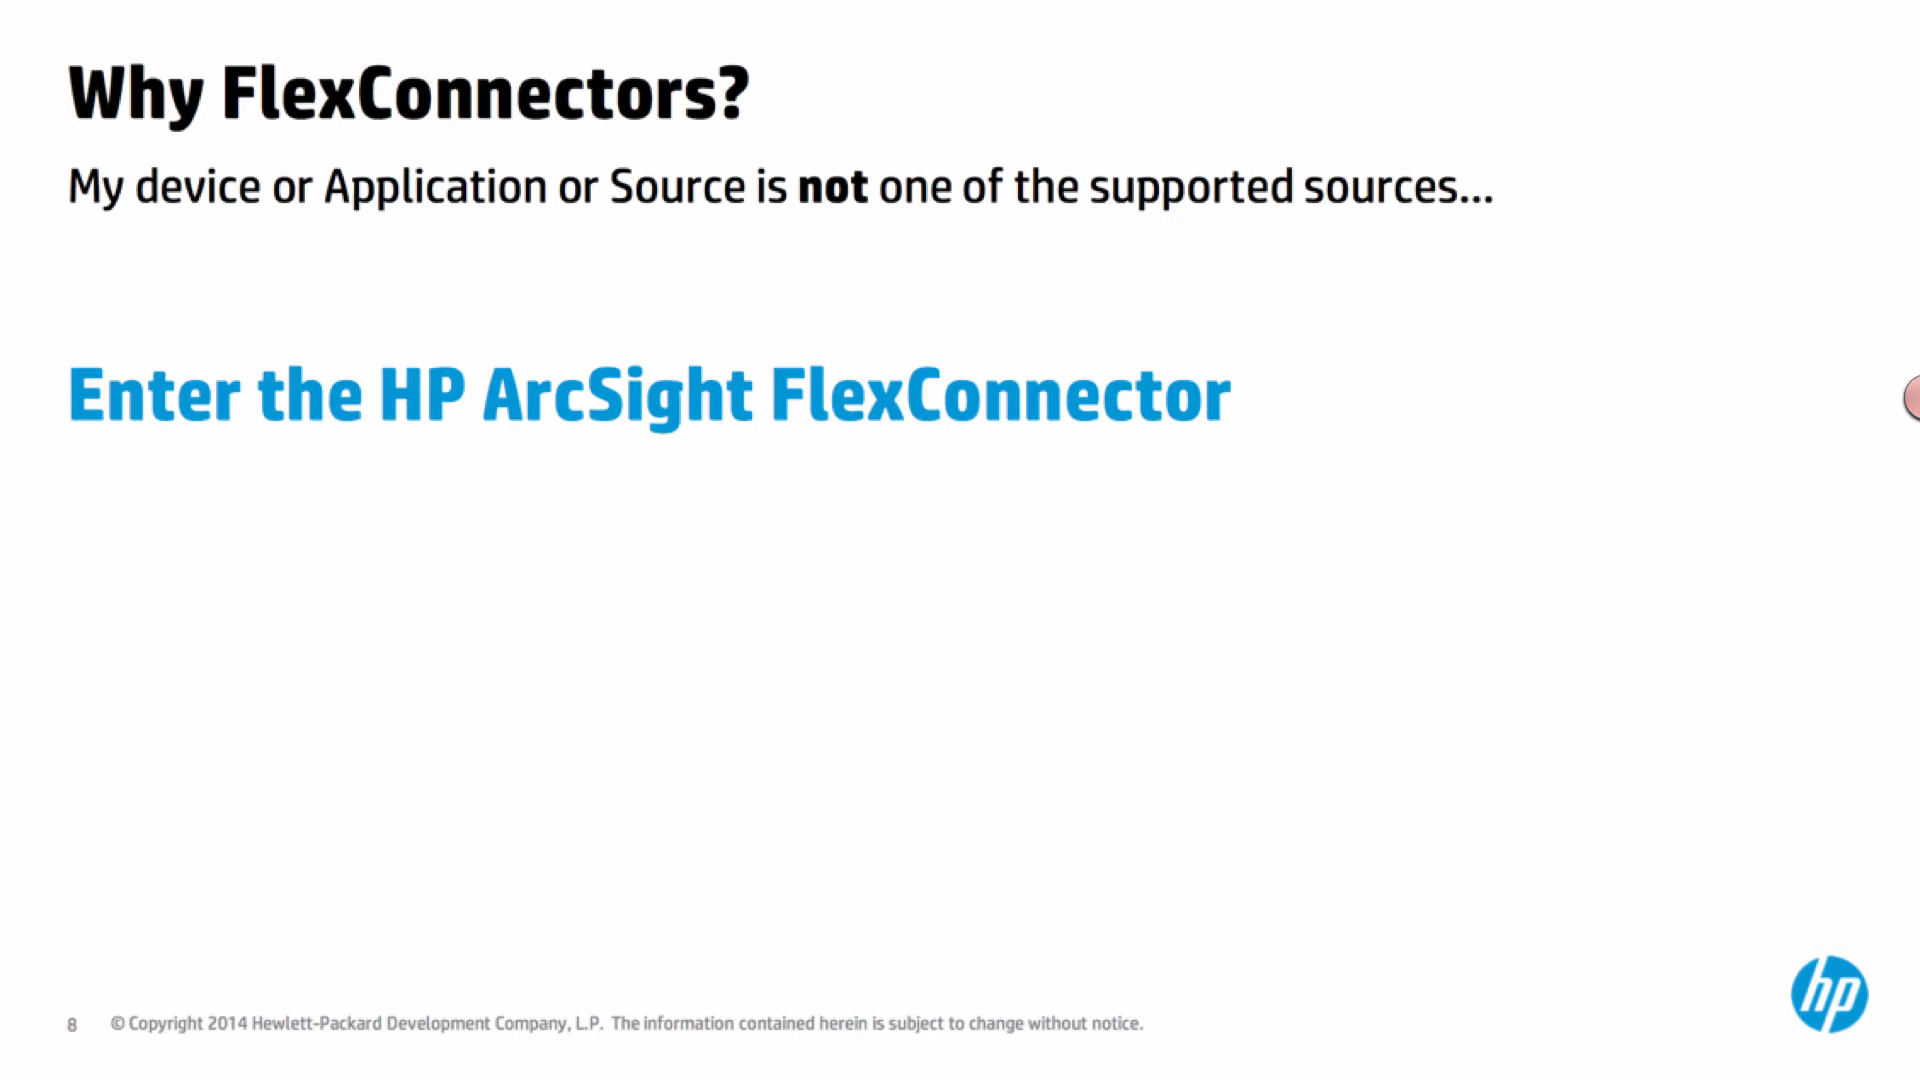 Why FlexConnectors?
My device or Application or Source is not one of the supported sources...
Enter the HP ArcSight FlexConnector
hp
8 © Copyright 2014 Hewlett-Packard Development Company, L.P. The information contained herein is subject to change without notice.